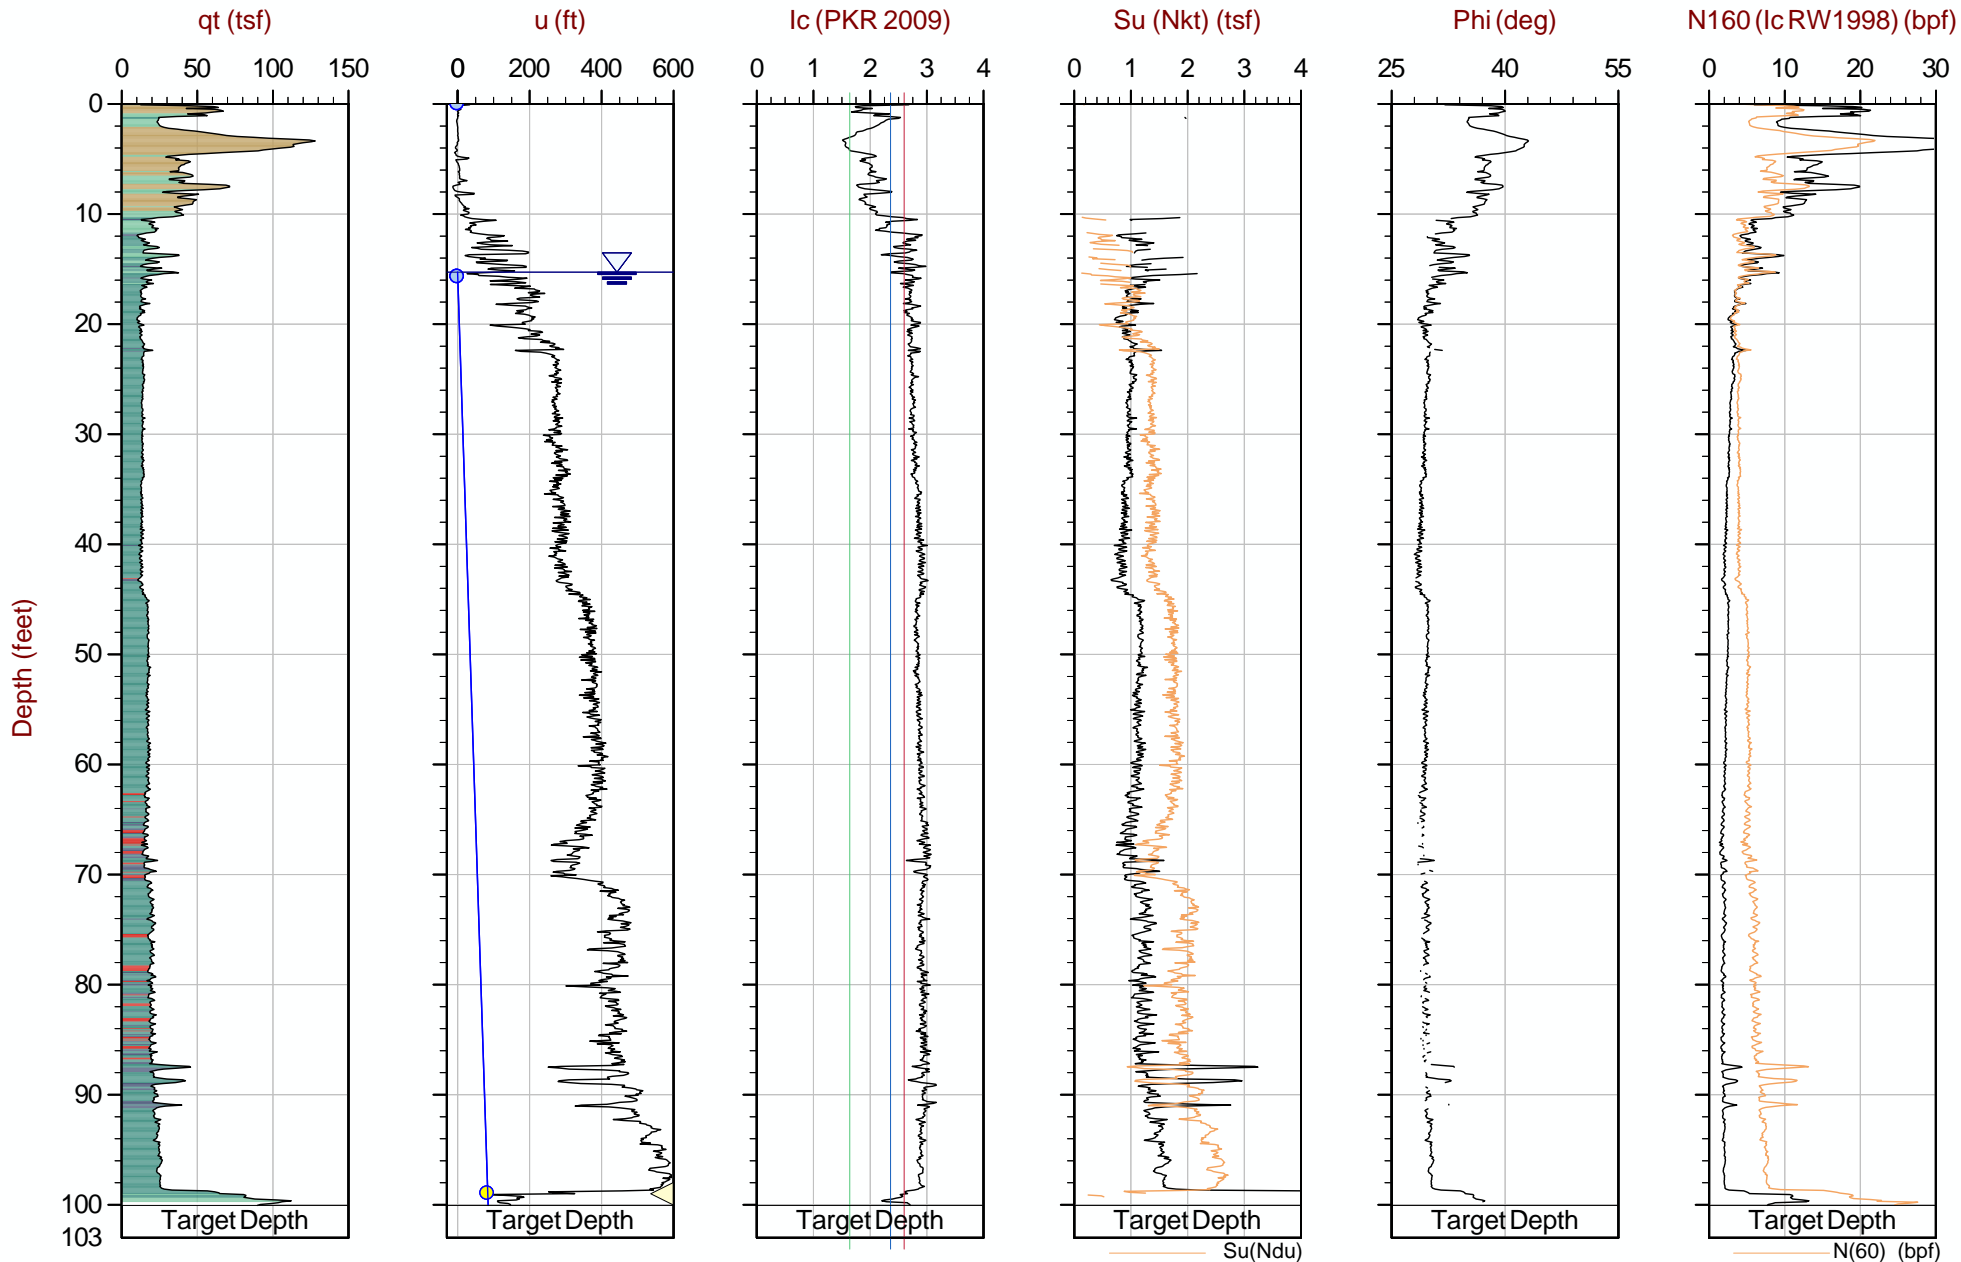 qt (tsf) u (ft) Ic (PKR 2009) Su (Nkt) (tsf) Phi (deg) N160 (Ic RW1998) (bpf)
0 50 100 150 0 0 200 400 600 0 1 2 3 4 0 1 2 3 4 25 40 55 0 10 20 30
0
10
20
30
40
50
60
70
80
90
100
103
Depth (feet)
Target Depth Target Depth Target Depth Target Depth Target Depth Target Depth
Su(Ndu) N(60) (bpf)